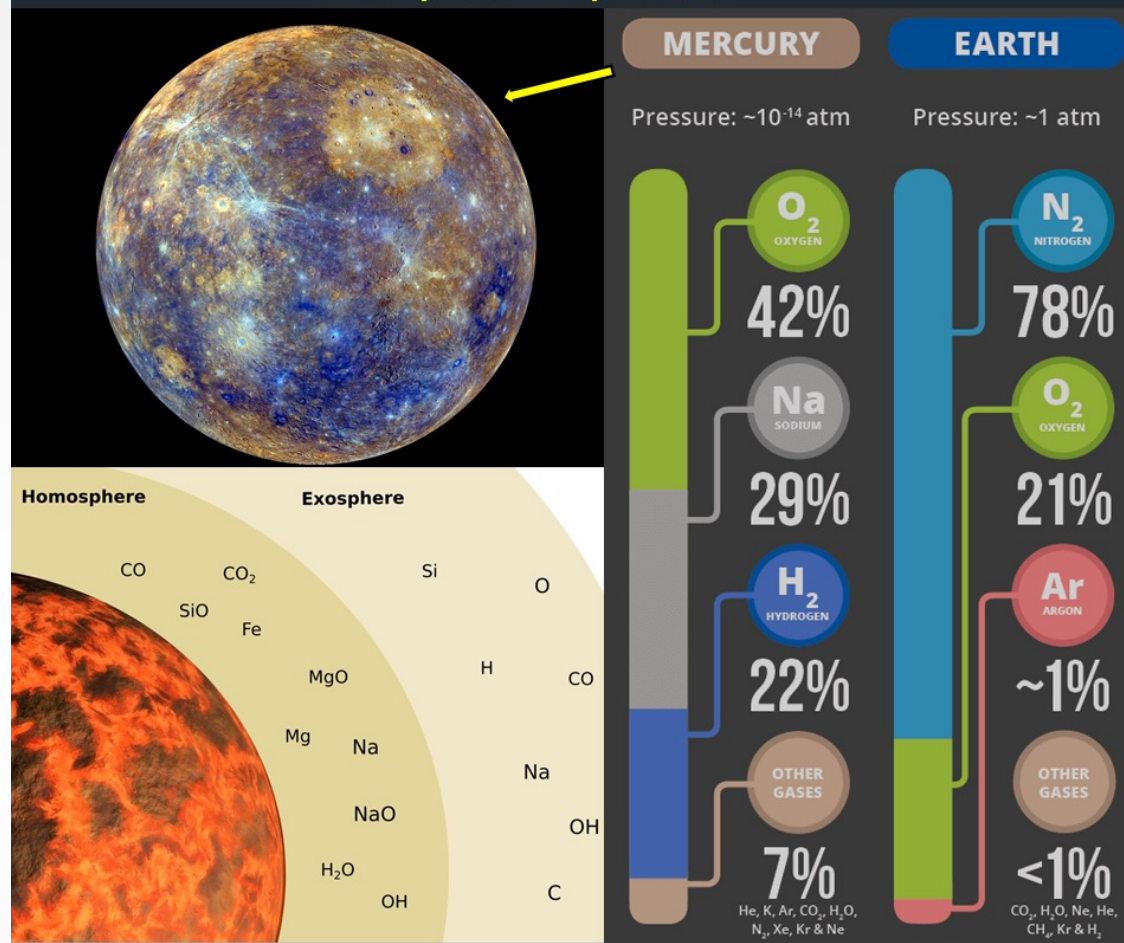 MERCURY
Pressure: ~10⁻¹⁴ atm
O₂
OXYGEN
42%
Na
SODIUM
29%
H₂
HYDROGEN
22%
OTHER
GASES
7%
He, K, Ar, CO₂, H₂O,
N₂, Xe, Kr & Ne
EARTH
Pressure: ~1 atm
N₂
NITROGEN
78%
O₂
OXYGEN
21%
Ar
ARGON
~1%
OTHER
GASES
<1%
CO₂, H₂O, Ne, He,
CH₄, Kr & H₂
Homosphere
Exosphere
CO
CO₂
SiO
Fe
MgO
Mg
Na
NaO
H₂O
OH
Si
O
H
CO
Na
OH
C